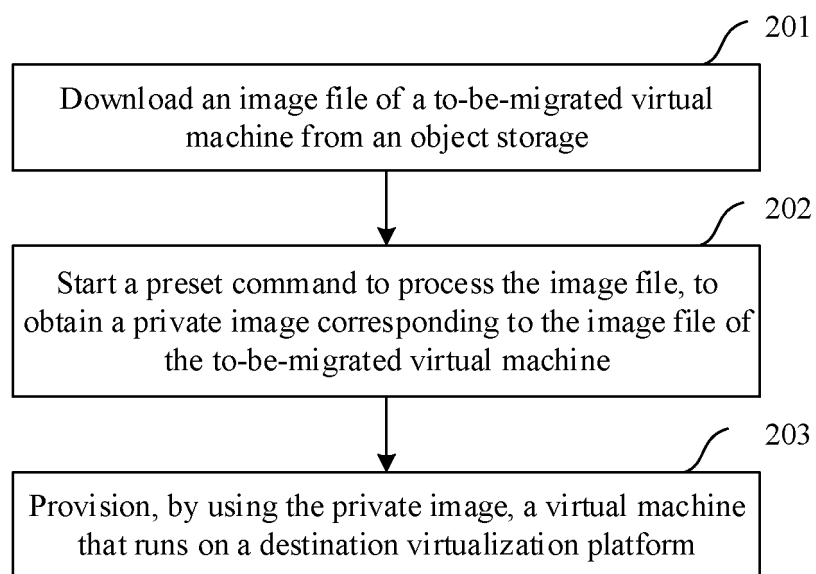 201
Download an image file of a to-be-migrated virtual
machine from an object storage
202
Start a preset command to process the image file, to
obtain a private image corresponding to the image file of
the to-be-migrated virtual machine
203
Provision, by using the private image, a virtual machine
that runs on a destination virtualization platform